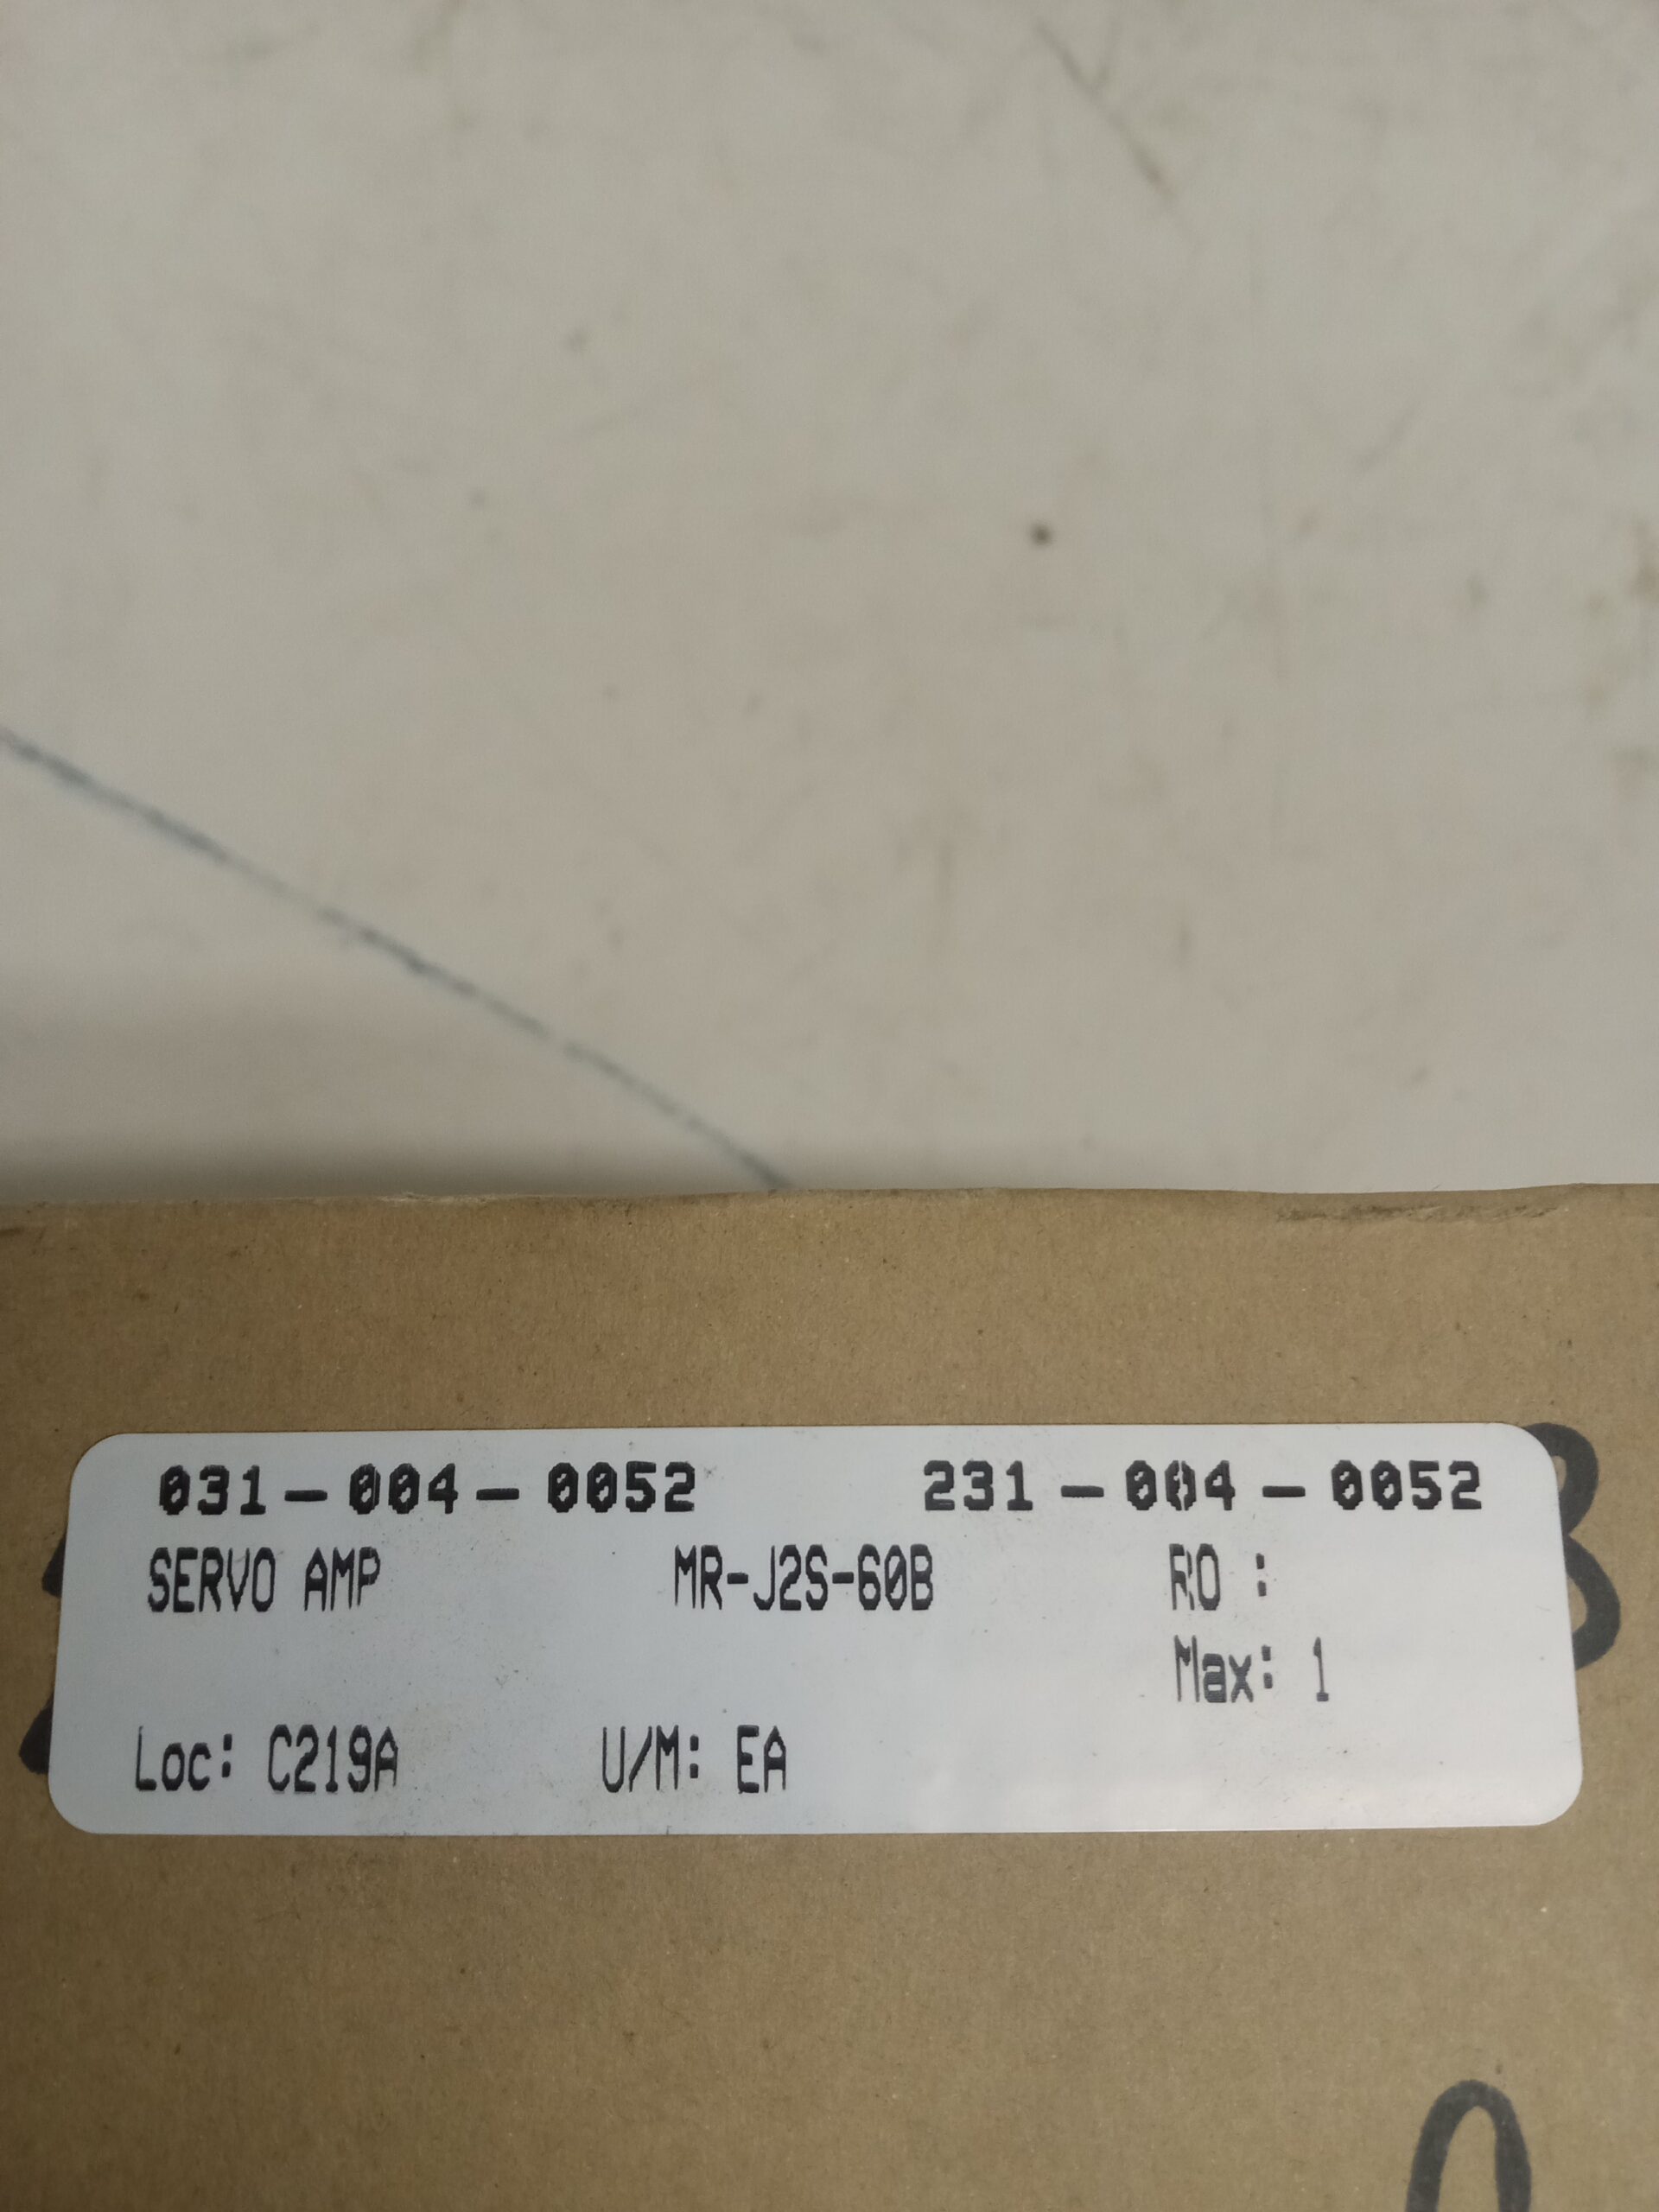 031-004-0052 231-004-0052
SERVO AMP MR-J2S-60B RO :
Max: 1
Loc: C219A U/M: EA